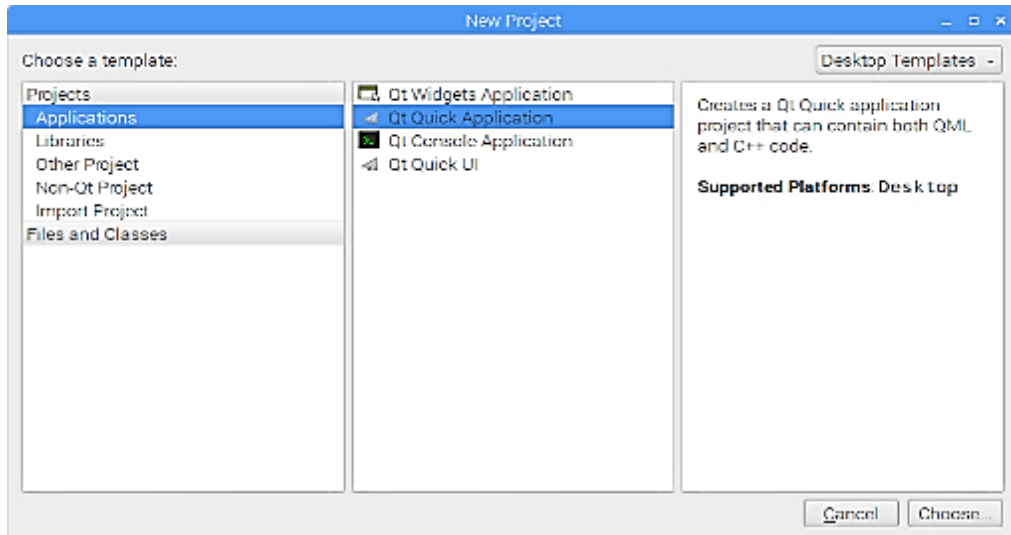 New Project
Choose a template:
Desktop Templates
Projects
Applications
Libraries
Other Project
Non-Qt Project
Import Project
Files and Classes
Qt Widgets Application
Qt Quick Application
Qt Console Application
Qt Quick UI
Creates a Qt Quick application
project that can contain both QML
and C++ code.
Supported Platforms: Desktop
Cancel
Choose...